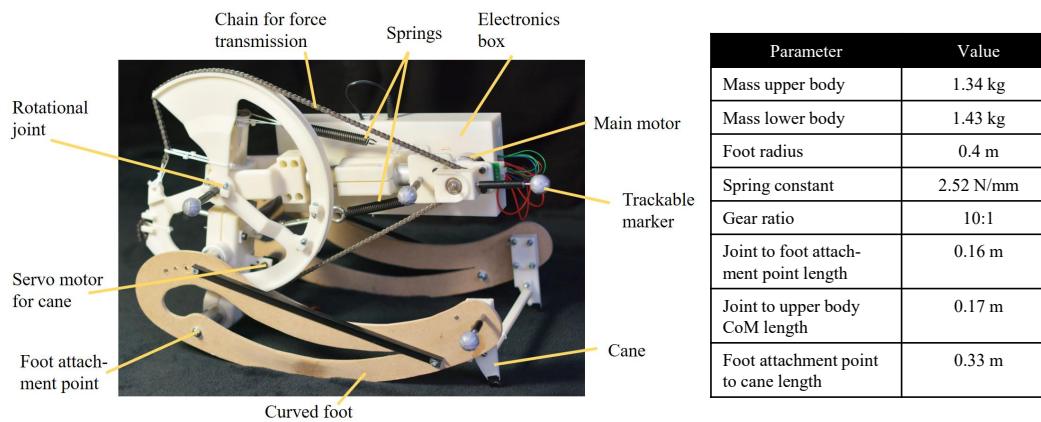 Chain for force
transmission
Springs
Electronics
box
Rotational
joint
Main motor
Trackable
marker
Servo motor
for cane
Foot attach-
ment point
Curved foot
Cane
Parameter Value
Mass upper body 1.34 kg
Mass lower body 1.43 kg
Foot radius 0.4 m
Spring constant 2.52 N/mm
Gear ratio 10:1
Joint to foot attach-
ment point length 0.16 m
Joint to upper body
CoM length 0.17 m
Foot attachment point
to cane length 0.33 m